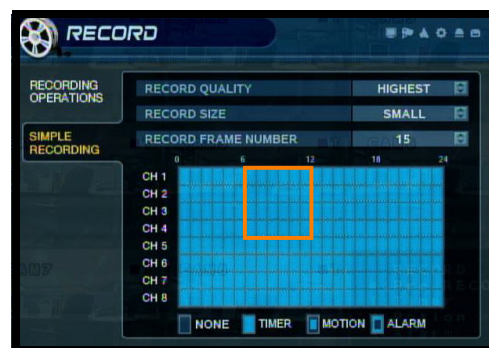 RECORD
RECORDING
OPERATIONS
RECORD QUALITY HIGHEST
RECORD SIZE SMALL
SIMPLE
RECORDING
RECORD FRAME NUMBER 15
0 6 12 18 24
CH 1
CH 2
CH 3
CH 4
CH 5
CH 6
CH 7
CH 8
NONE TIMER MOTION ALARM